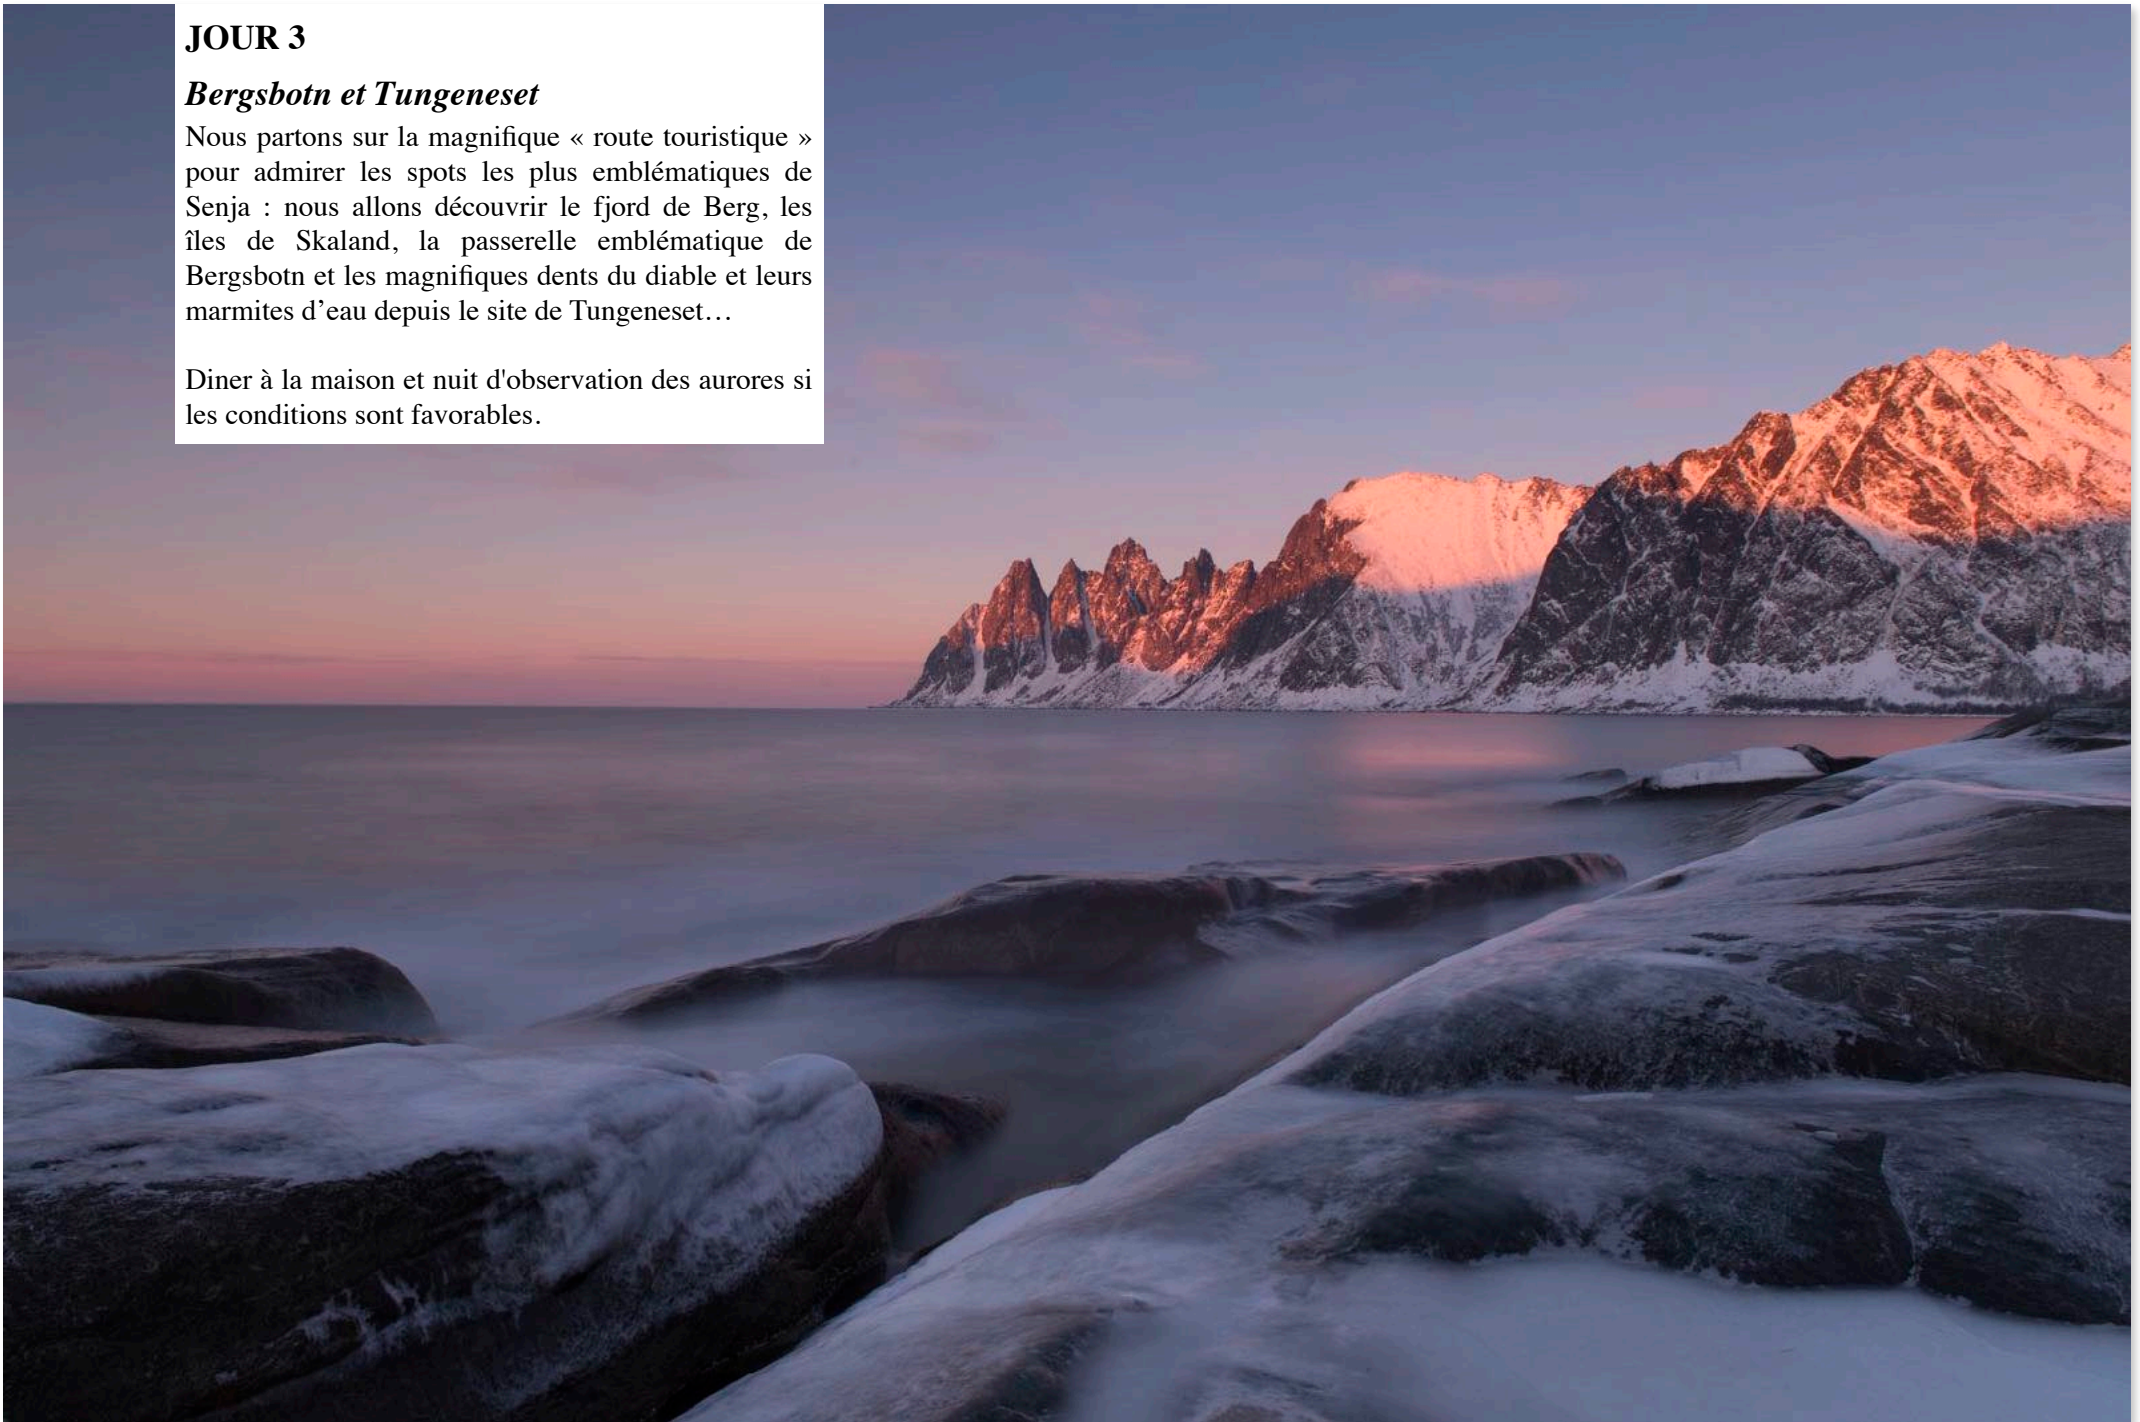 JOUR 3
Bergsbotn et Tungeneset
Nous partons sur la magnifique « route touristique »
pour admirer les spots les plus emblématiques de
Senja : nous allons découvrir le fjord de Berg, les
îles de Skaland, la passerelle emblématique de
Bergsbotn et les magnifiques dents du diable et leurs
marmites d’eau depuis le site de Tungeneset…
Diner à la maison et nuit d'observation des aurores si
les conditions sont favorables.